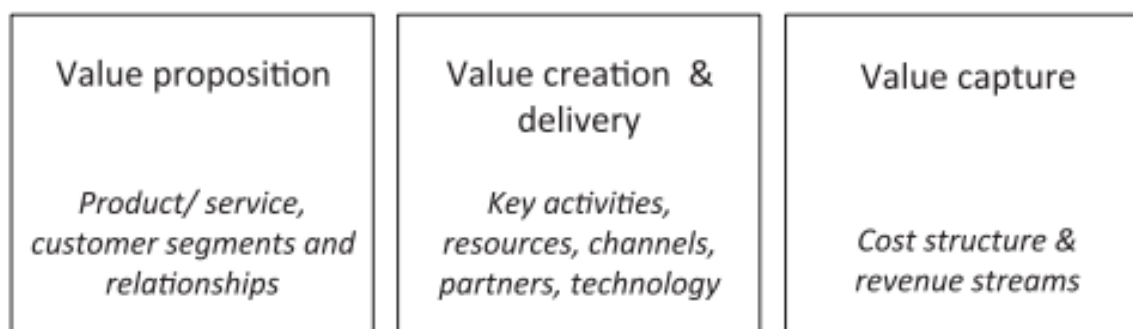 Value proposition
Product/ service,
customer segments and
relationships
Value creation &
delivery
Key activities,
resources, channels,
partners, technology
Value capture
Cost structure &
revenue streams